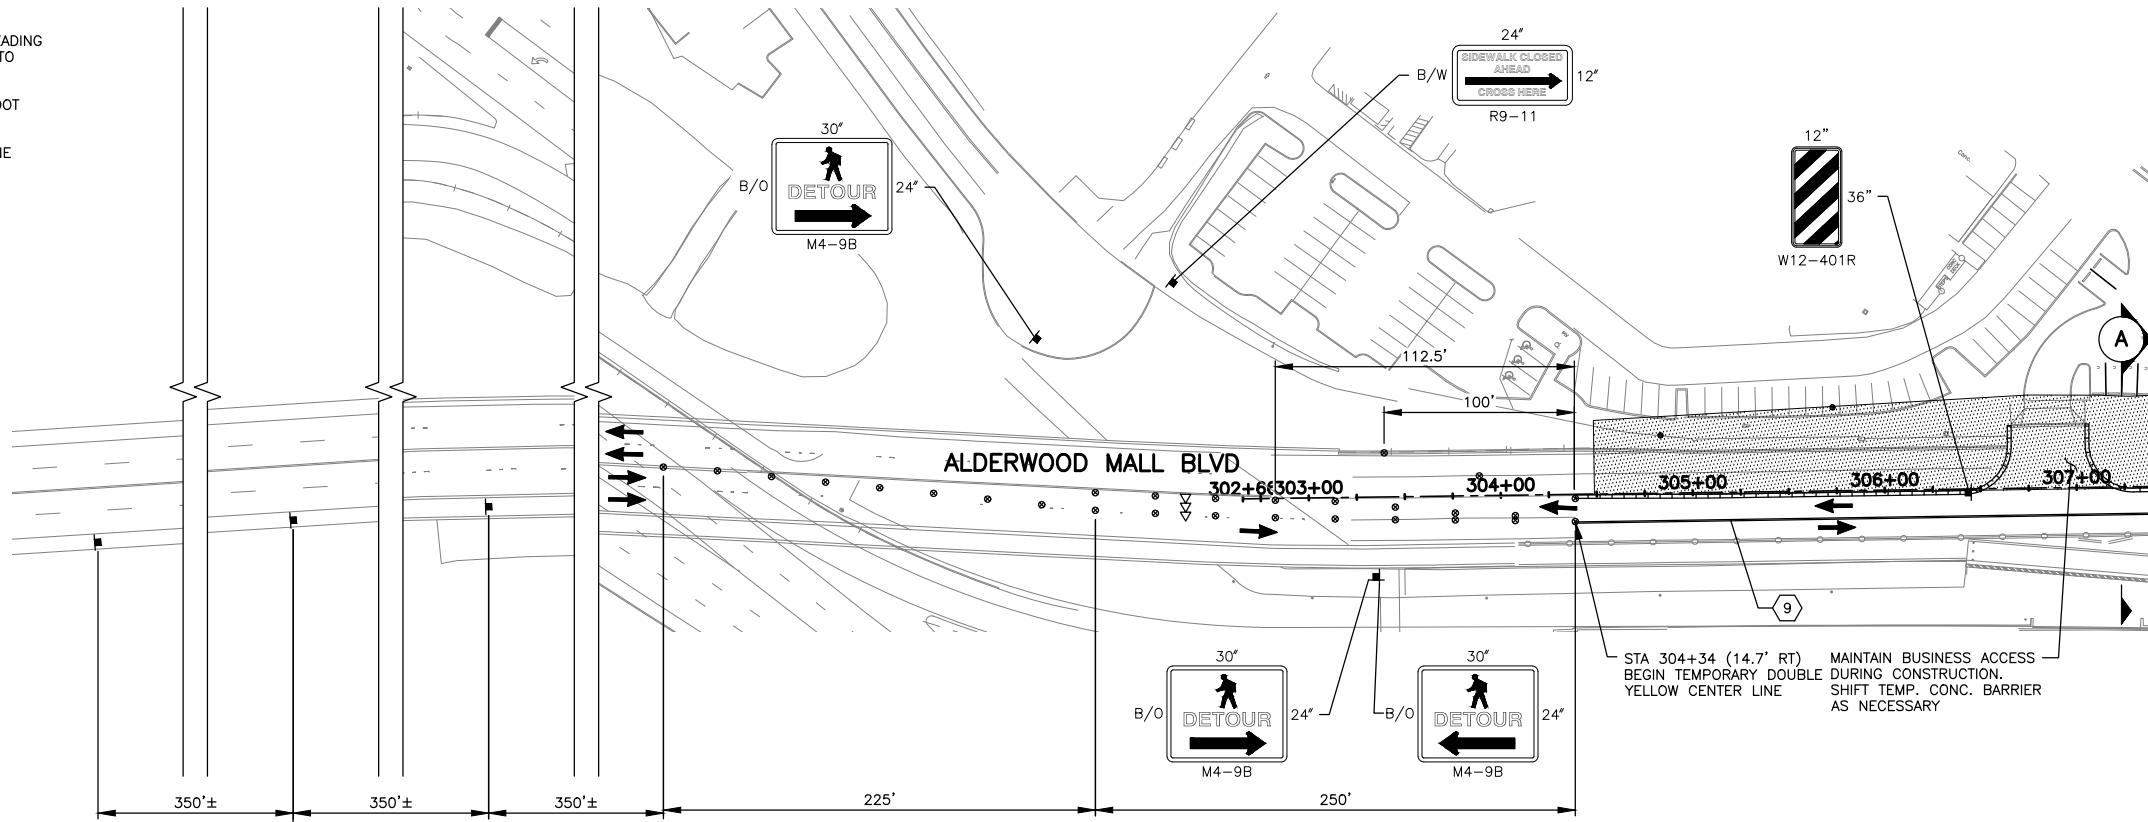 EADING
TO
OOT
NE
24"
B/W
SIDEWALK CLOSED
AHEAD
CROSS HERE
12"
R9-11
30"
B/O
DETOUR
24"
M4-9B
12"
36"
W12-401R
A
112.5'
100'
ALDERWOOD MALL BLVD
302+66
303+00
304+00
305+00
306+00
307+00
9
STA 304+34 (14.7' RT)
BEGIN TEMPORARY DOUBLE
YELLOW CENTER LINE
MAINTAIN BUSINESS ACCESS
DURING CONSTRUCTION.
SHIFT TEMP. CONC. BARRIER
AS NECESSARY
30"
B/O
DETOUR
24"
M4-9B
30"
B/O
DETOUR
24"
M4-9B
350'±
350'±
350'±
225'
250'
Conc.